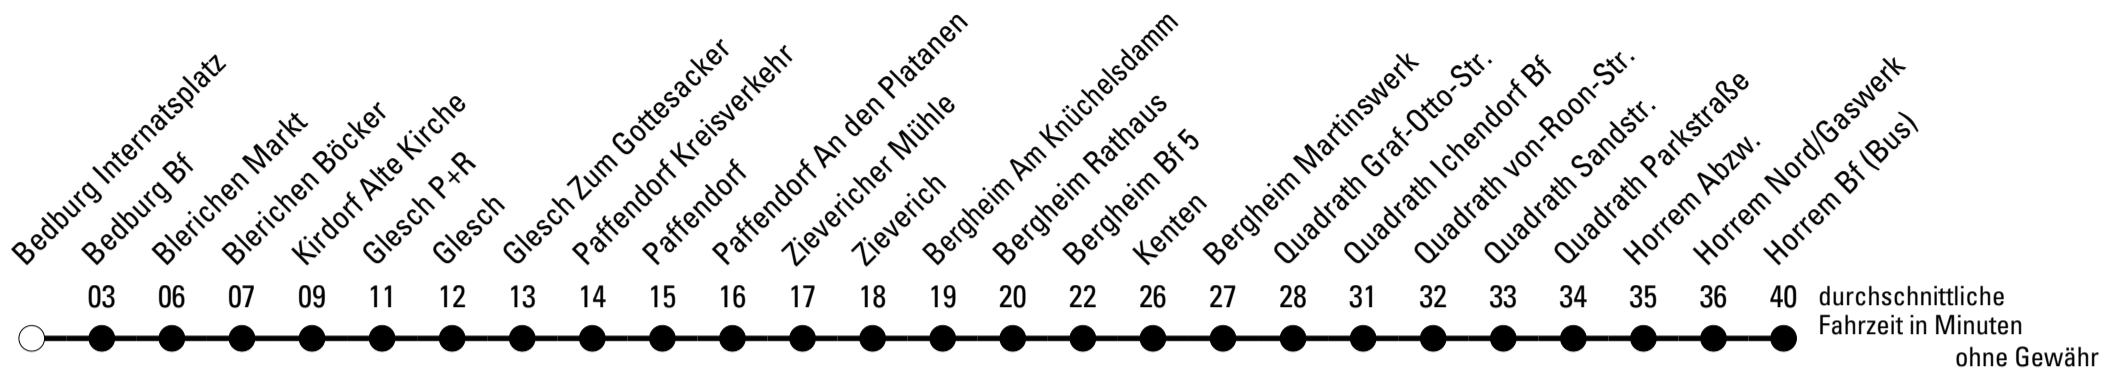 Bedburg Internatsplatz
Bedburg Bf
Blerichen Markt
Blerichen Böcker
Kirdorf Alte Kirche
Glesch P+R
Glesch
Glesch Zum Gottesacker
Paffendorf Kreisverkehr
Paffendorf
Paffendorf An den Platanen
Zievericher Mühle
Zieverich
Bergheim Am Knüchelsdamm
Bergheim Rathaus
Bergheim Bf 5
Kenten
Bergheim Martinswerk
Quadrath Graf-Otto-Str.
Quadrath Ichendorf Bf
Quadrath von-Roon-Str.
Quadrath Sandstr.
Quadrath Parkstraße
Horrem Abzw.
Horrem Nord/Gaswerk
Horrem Bf (Bus)
03 06 07 09 11 12 13 14 15 16 17 18 19 20 22 26 27 28 31 32 33 34 35 36 40 durchschnittliche
Fahrzeit in Minuten
ohne Gewähr